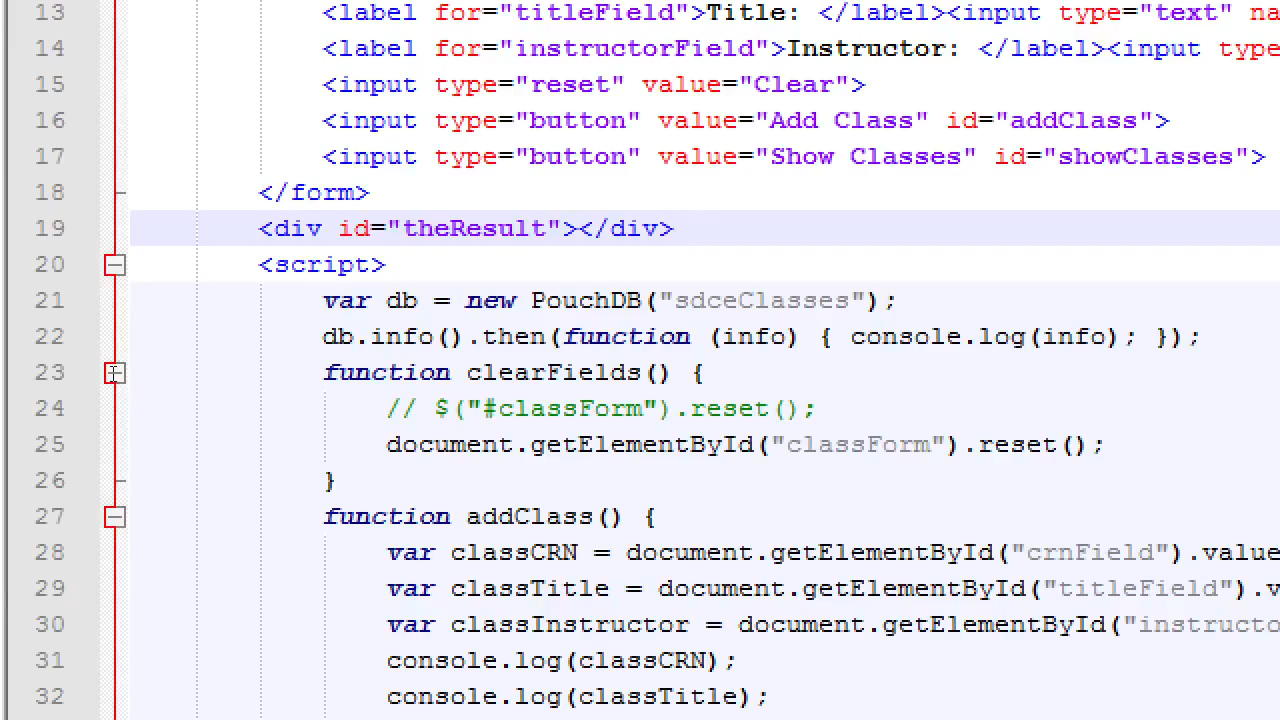 13 <label for="titleField">Title: </label><input type="text" na
14 <label for="instructorField">Instructor: </label><input type
15 <input type="reset" value="Clear">
16 <input type="button" value="Add Class" id="addClass">
17 <input type="button" value="Show Classes" id="showClasses">
18 </form>
19 <div id="theResult"></div>
20 <script>
21 var db = new PouchDB("sdceClasses");
22 db.info().then(function (info) { console.log(info); });
23 function clearFields() {
24 // $("#classForm").reset();
25 document.getElementById("classForm").reset();
26 }
27 function addClass() {
28 var classCRN = document.getElementById("crnField").value
29 var classTitle = document.getElementById("titleField").v
30 var classInstructor = document.getElementById("instructo
31 console.log(classCRN);
32 console.log(classTitle);